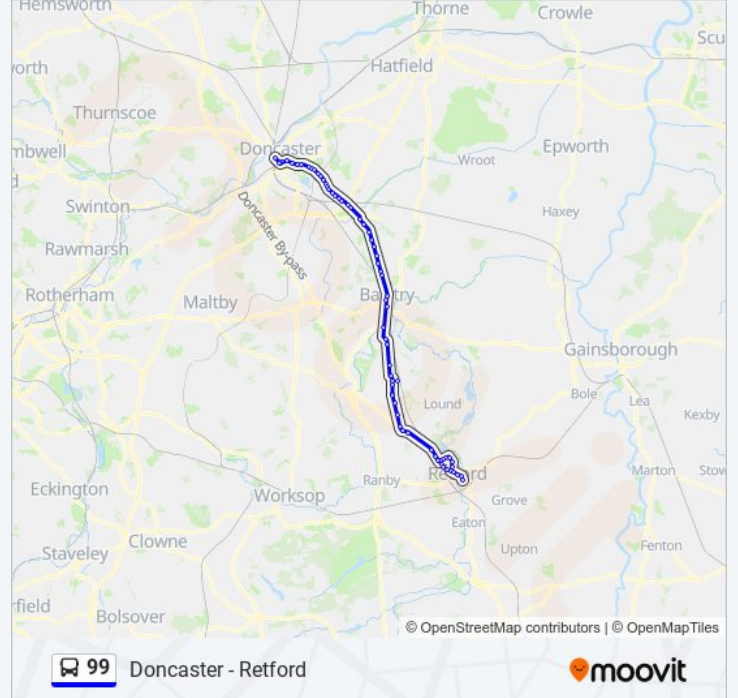 Hemsworth
Thorne
Crowle
Scu
orth
Hatfield
Thurnscoe
Doncaster
Epworth
mbwell
Wroot
d
Swinton
Haxey
Doncaster By-pass
Rawmarsh
Rotherham
Maltby
Bawtry
Gainsborough
Bole
Lea
Lound
Kexby
Retford
Marton
Stow
Ranby
Eckington
Worksop
Grove
Eaton
Clowne
Upton
Fenton
Staveley
field
Bolsover
© OpenStreetMap contributors | © OpenMapTiles
99 Doncaster - Retford
moovit